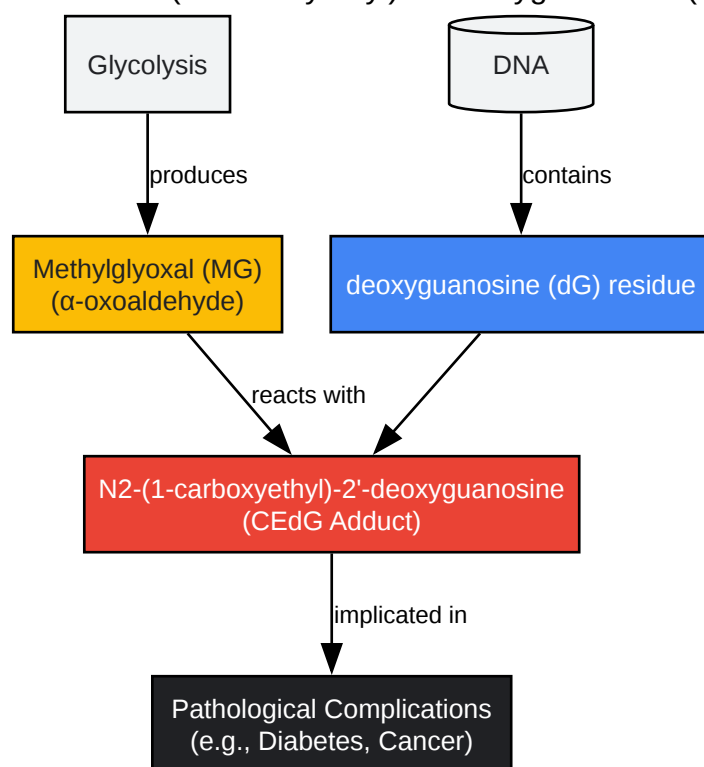 Glycolysis
DNA
produces
contains
Methylglyoxal (MG)
(α-oxoaldehyde)
deoxyguanosine (dG) residue
reacts with
N2-(1-carboxyethyl)-2'-deoxyguanosine
(CEdG Adduct)
implicated in
Pathological Complications
(e.g., Diabetes, Cancer)